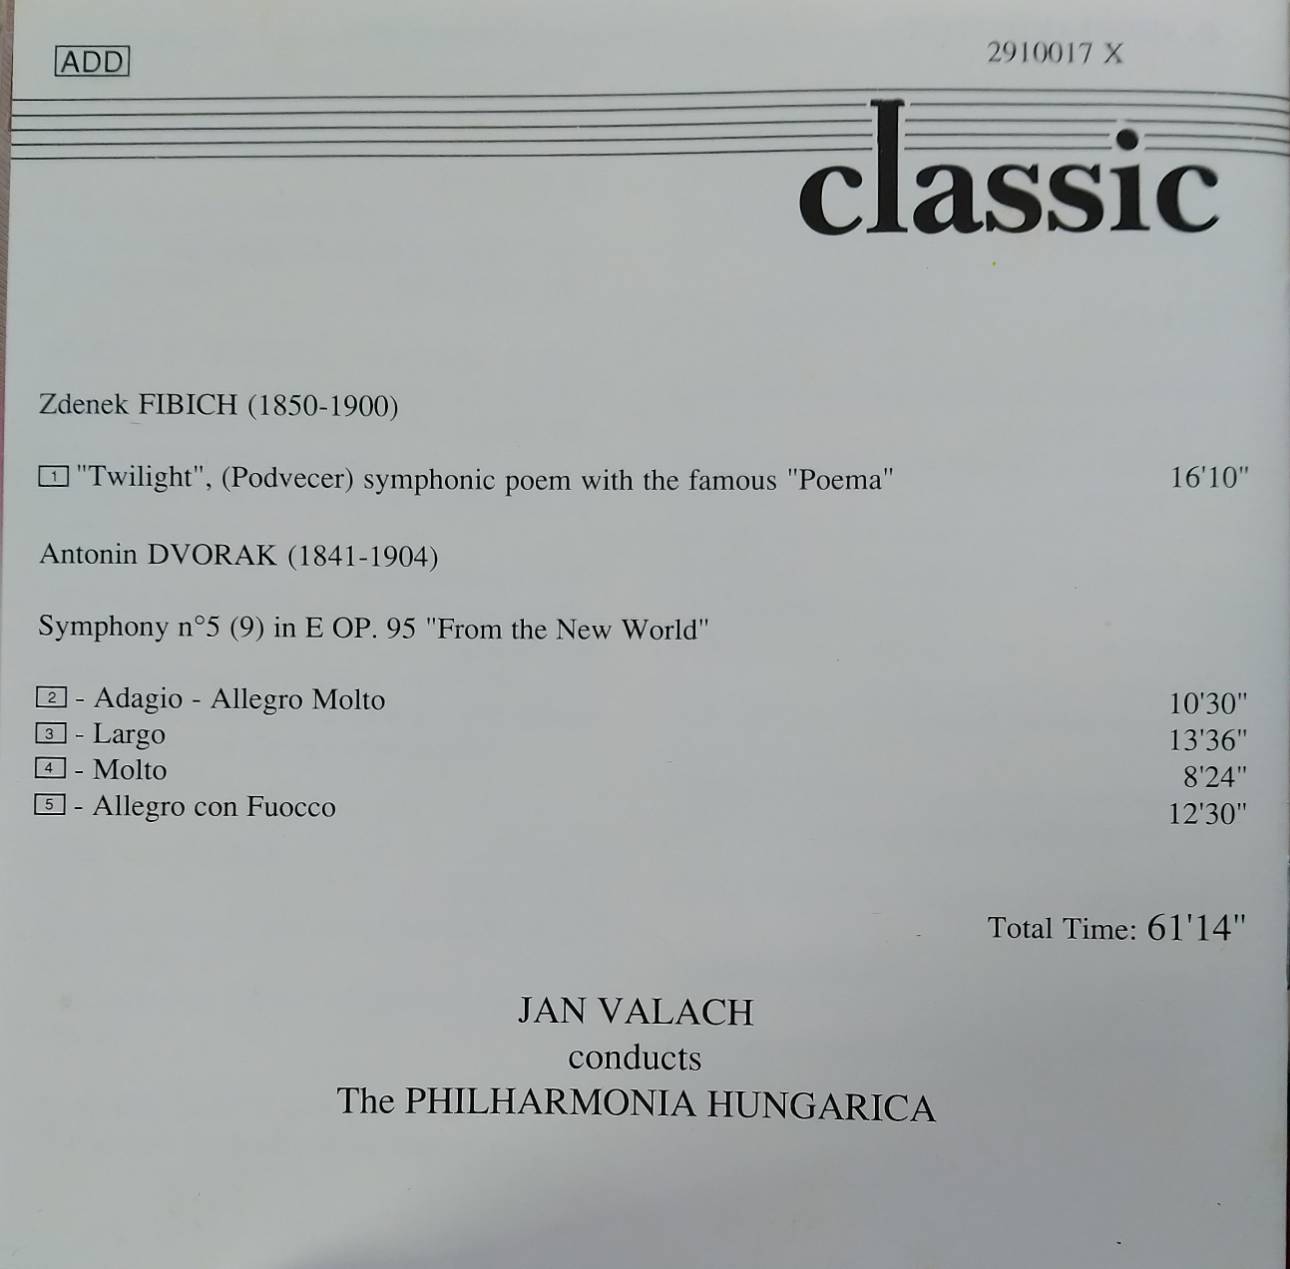 ADD
2910017 X
classic
Zdenek FIBICH (1850-1900)
1 "Twilight", (Podvecer) symphonic poem with the famous "Poema" 16'10"
Antonin DVORAK (1841-1904)
Symphony n°5 (9) in E OP. 95 "From the New World"
2 - Adagio - Allegro Molto 10'30"
3 - Largo 13'36"
4 - Molto 8'24"
5 - Allegro con Fuocco 12'30"
Total Time: 61'14"
JAN VALACH
conducts
The PHILHARMONIA HUNGARICA